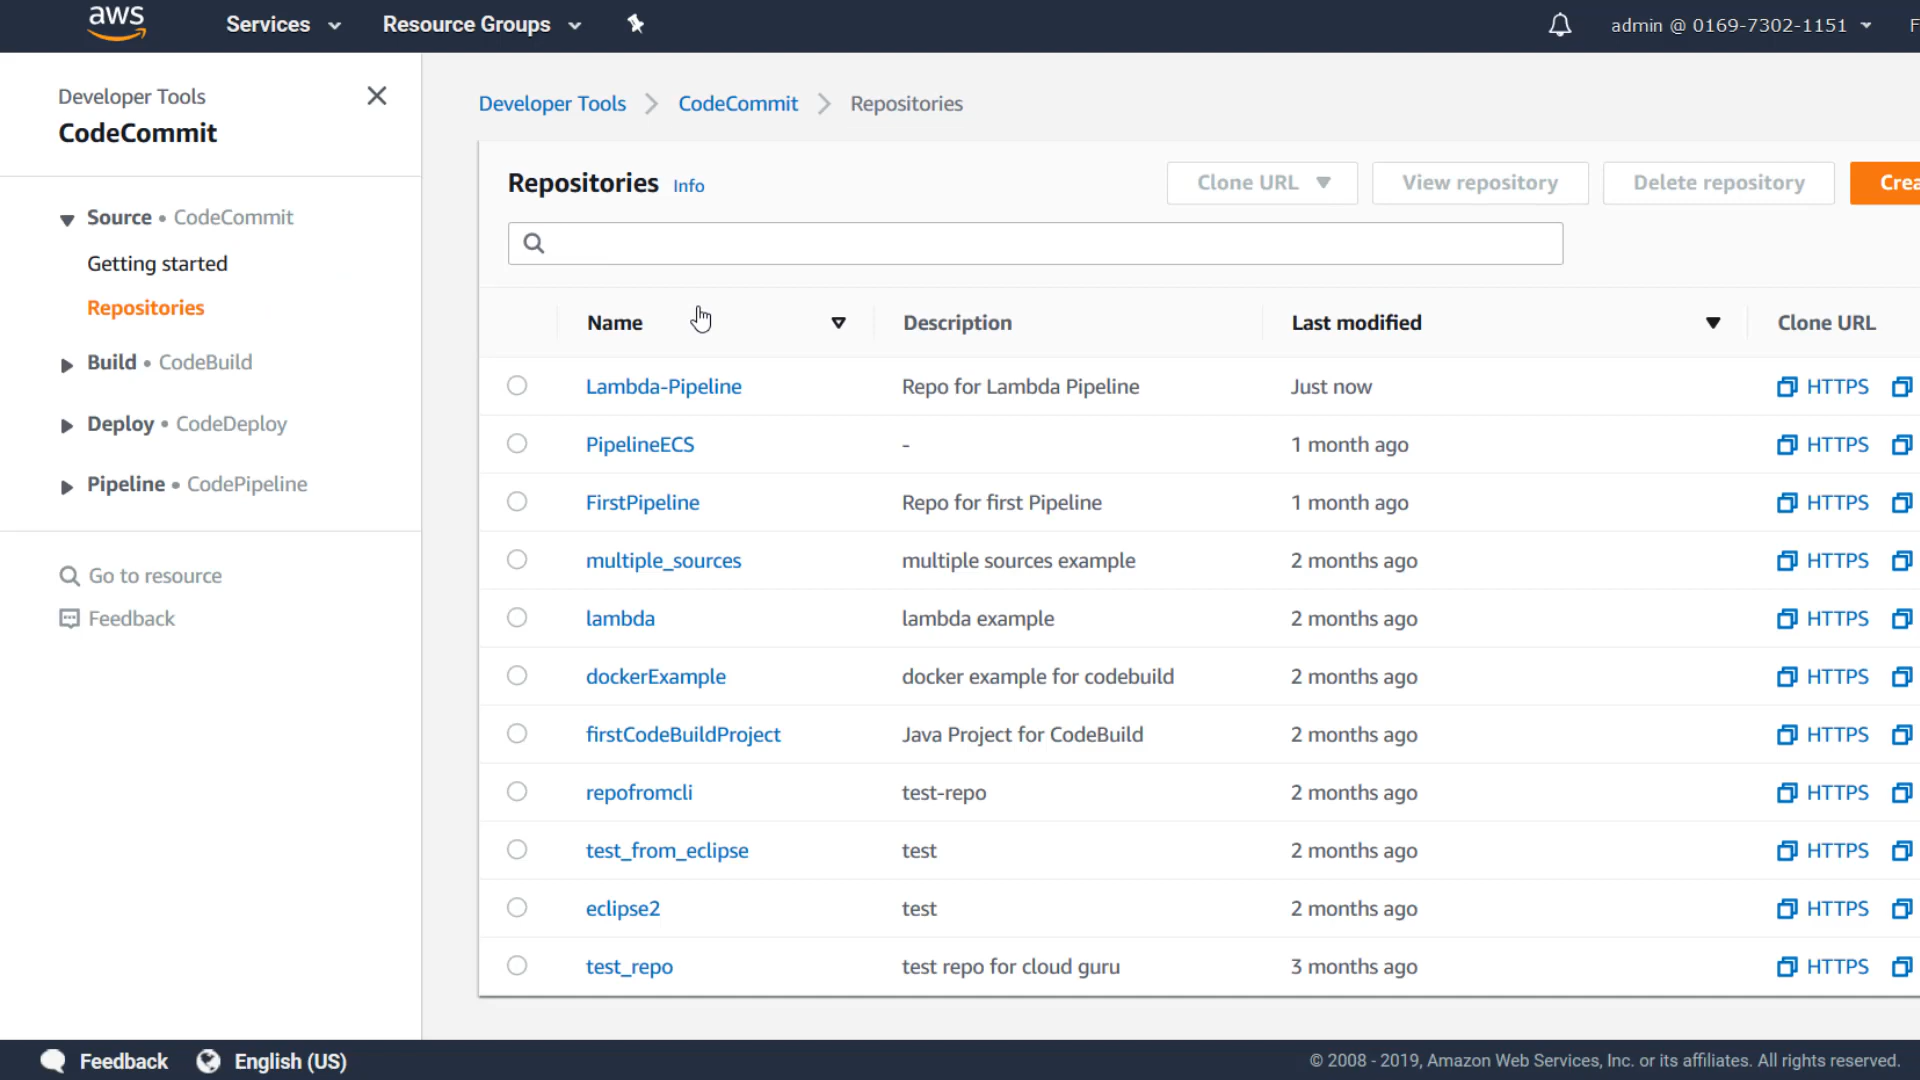 aws Services Resource Groups admin @ 0169-7302-1151 F
Developer Tools
CodeCommit
Source • CodeCommit
Getting started
Repositories
Build • CodeBuild
Deploy • CodeDeploy
Pipeline • CodePipeline
Go to resource
Feedback
Developer Tools CodeCommit Repositories
Repositories Info Clone URL View repository Delete repository Crea
Name Description Last modified Clone URL
Lambda-Pipeline Repo for Lambda Pipeline Just now HTTPS
PipelineECS - 1 month ago HTTPS
FirstPipeline Repo for first Pipeline 1 month ago HTTPS
multiple_sources multiple sources example 2 months ago HTTPS
lambda lambda example 2 months ago HTTPS
dockerExample docker example for codebuild 2 months ago HTTPS
firstCodeBuildProject Java Project for CodeBuild 2 months ago HTTPS
repofromcli test-repo 2 months ago HTTPS
test_from_eclipse test 2 months ago HTTPS
eclipse2 test 2 months ago HTTPS
test_repo test repo for cloud guru 3 months ago HTTPS
Feedback English (US) © 2008 - 2019, Amazon Web Services, Inc. or its affiliates. All rights reserved.